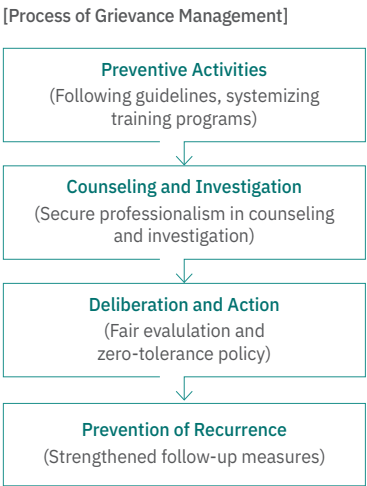 [Process of Grievance Management]
Preventive Activities
(Following guidelines, systemizing
training programs)
Counseling and Investigation
(Secure professionalism in counseling
and investigation)
Deliberation and Action
(Fair evalulation and
zero-tolerance policy)
Prevention of Recurrence
(Strengthened follow-up measures)